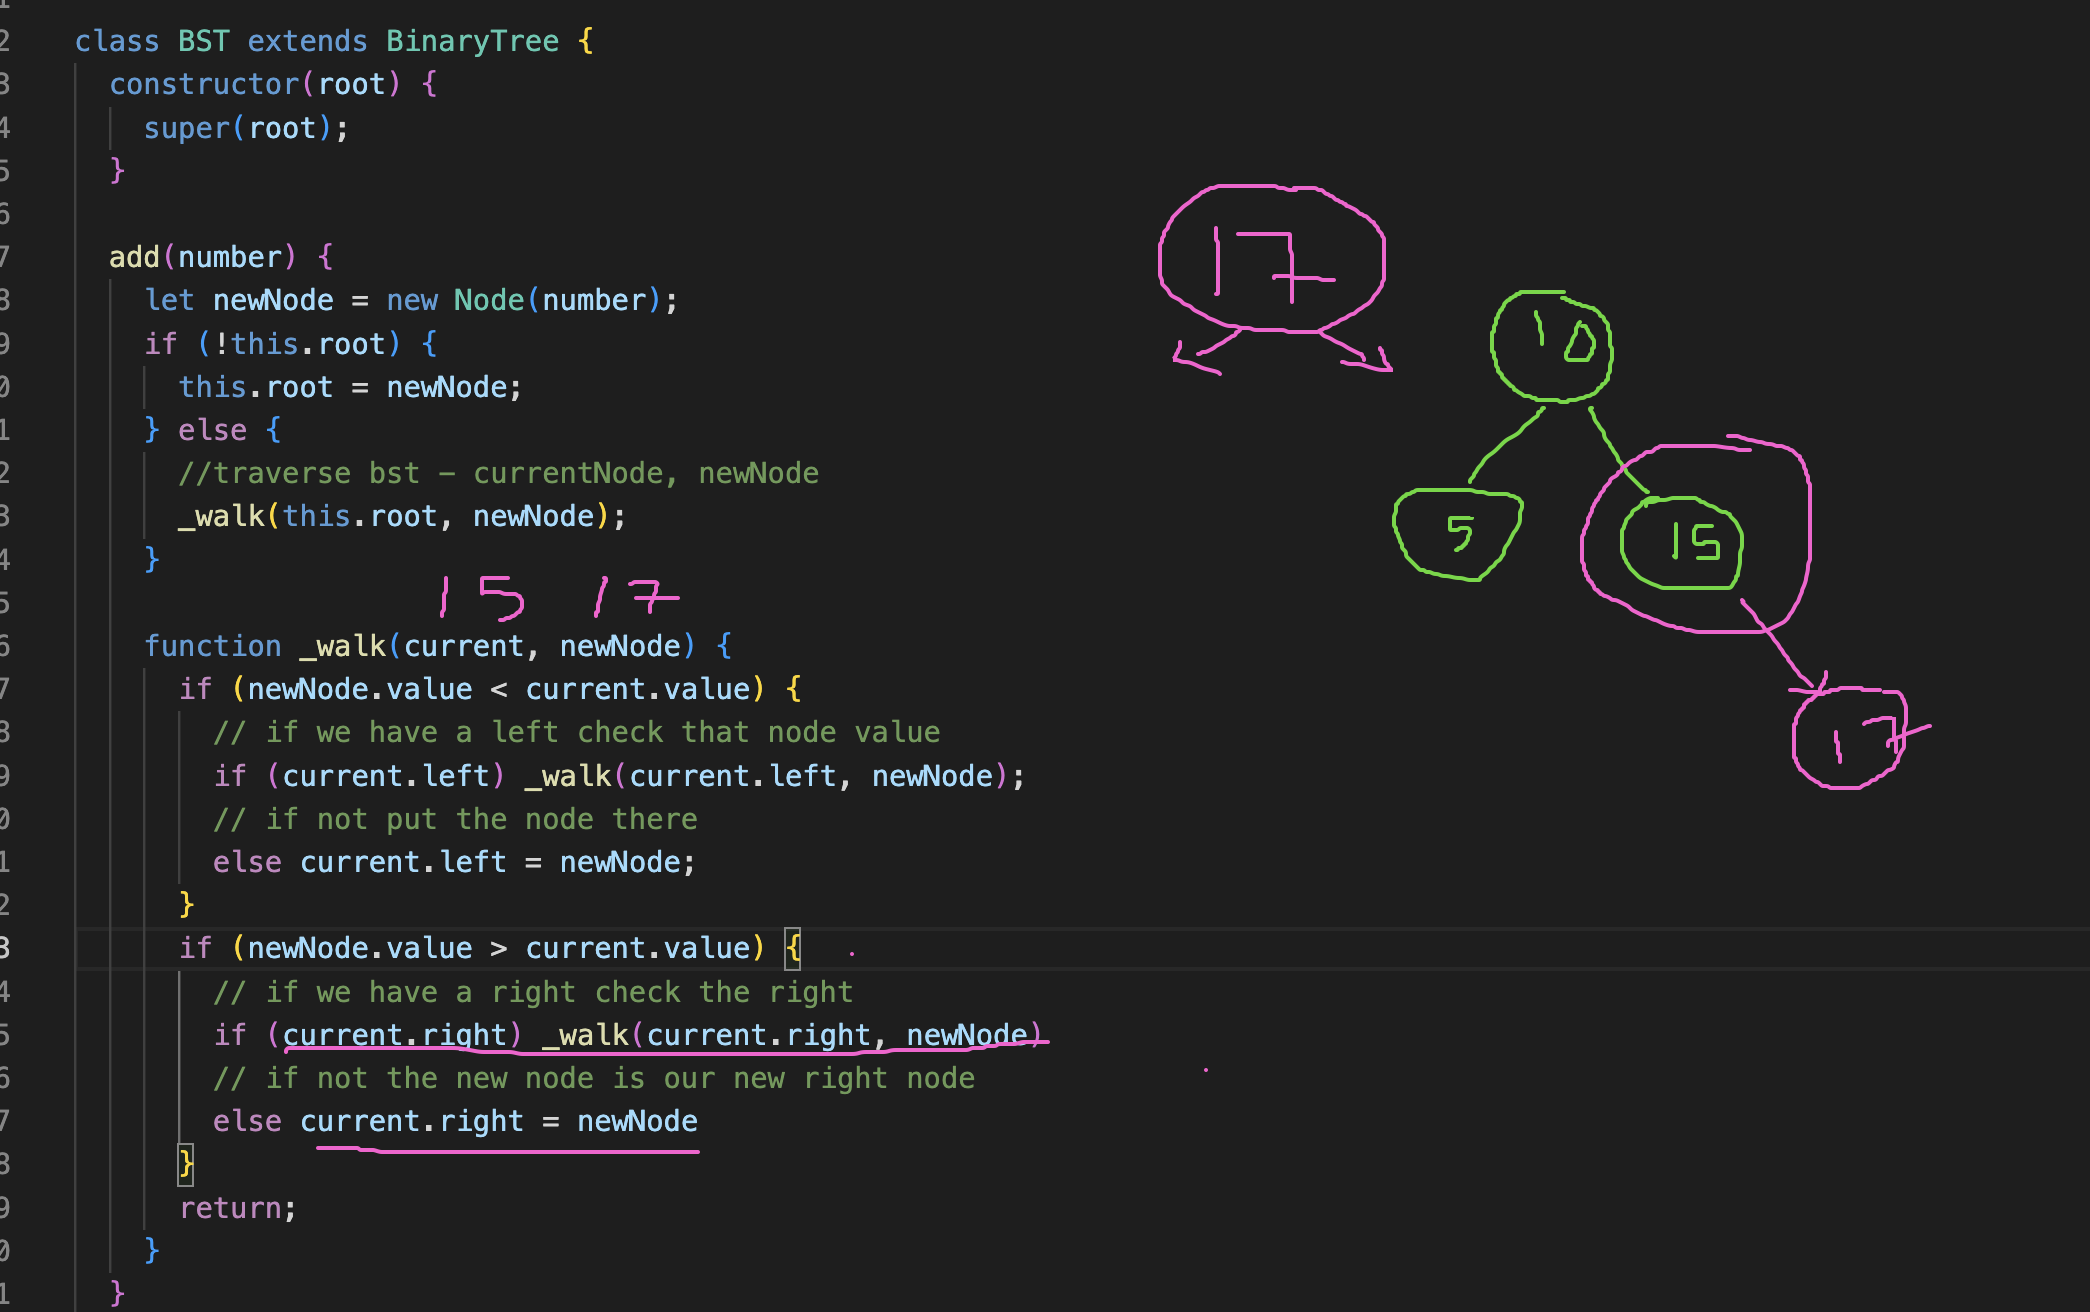 class BST extends BinaryTree {
constructor(root) {
super(root);
}
add(number) {
let newNode = new Node(number);
if (!this.root) {
this.root = newNode;
} else {
//traverse bst - currentNode, newNode
_walk(this.root, newNode);
}
15 17
function _walk(current, newNode) {
if (newNode.value < current.value) {
// if we have a left check that node value
if (current.left) _walk(current.left, newNode);
// if not put the node there
else current.left = newNode;
}
if (newNode.value > current.value) {
// if we have a right check the right
if (current.right) _walk(current.right, newNode)
// if not the new node is our new right node
else current.right = newNode
}
return;
}
}
17
10
5
15
17